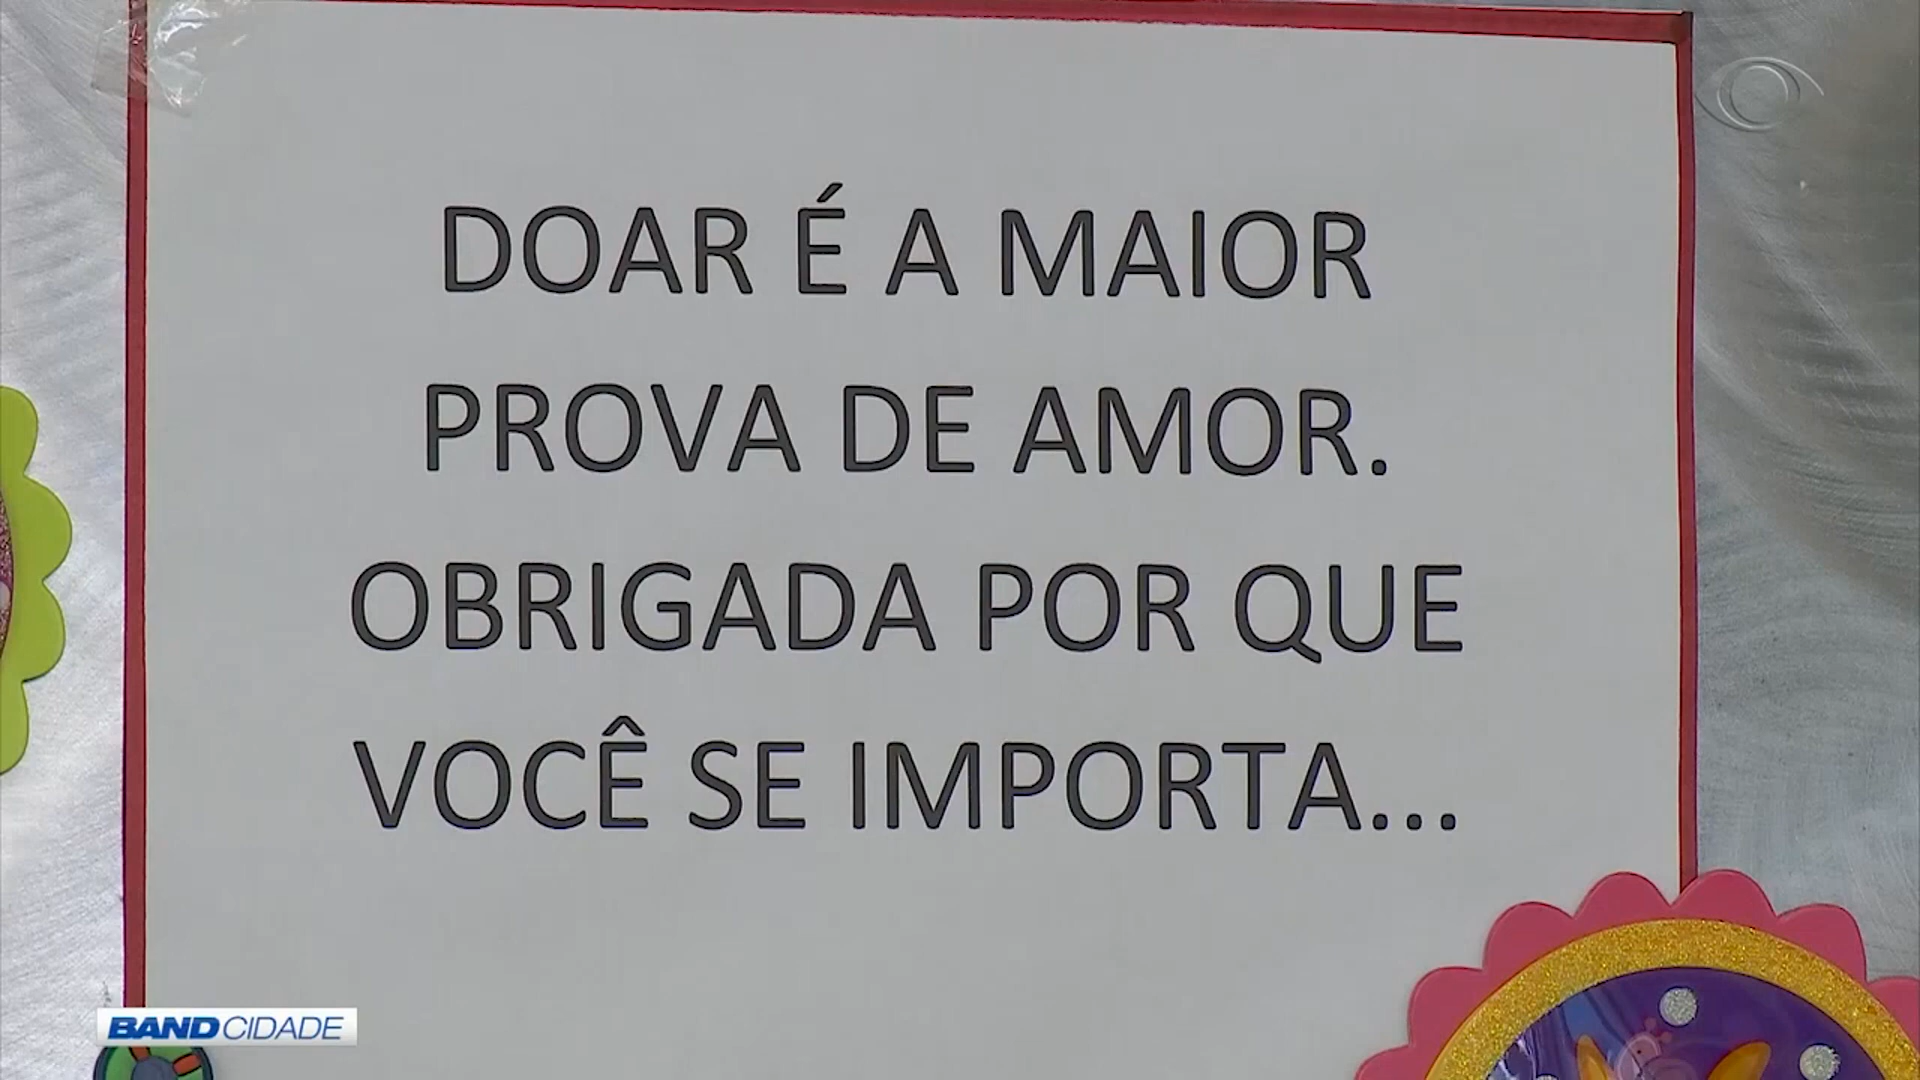 DOAR É A MAIOR
PROVA DE AMOR.
OBRIGADA POR QUE
VOCÊ SE IMPORTA...
BAND CIDADE